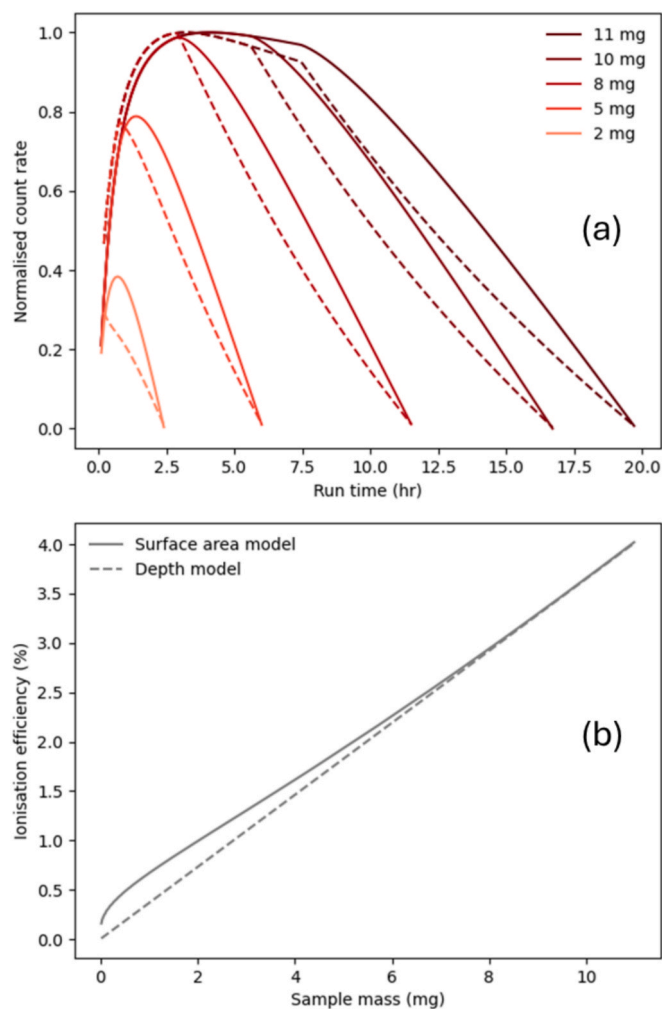 1.0
0.8
0.6
0.4
0.2
0.0
Normalised count rate
11 mg
10 mg
8 mg
5 mg
2 mg
(a)
0.0 2.5 5.0 7.5 10.0 12.5 15.0 17.5 20.0
Run time (hr)
4.0
3.5
3.0
2.5
2.0
1.5
1.0
0.5
0.0
Ionisation efficiency (%)
Surface area model
Depth model
(b)
0 2 4 6 8 10
Sample mass (mg)